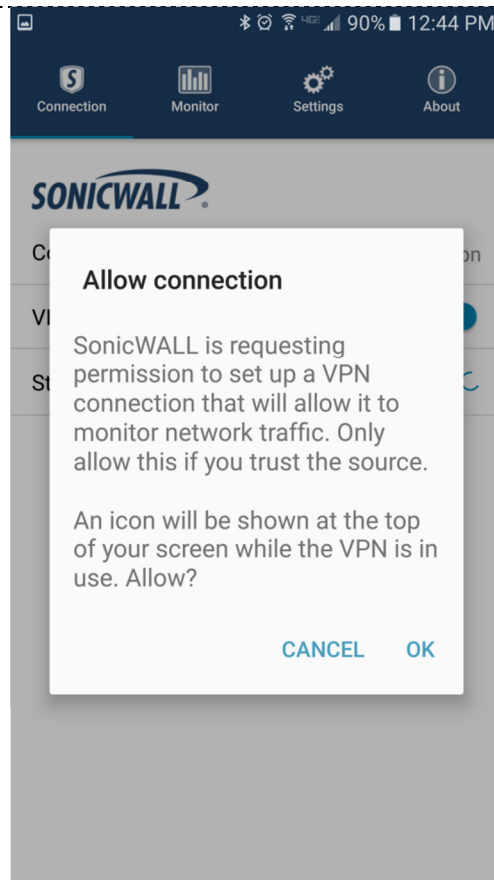 4G 90% 12:44 PM
Connection Monitor Settings About
SONICWALL
Allow connection
SonicWALL is requesting
permission to set up a VPN
connection that will allow it to
monitor network traffic. Only
allow this if you trust the source.
An icon will be shown at the top
of your screen while the VPN is in
use. Allow?
CANCEL OK